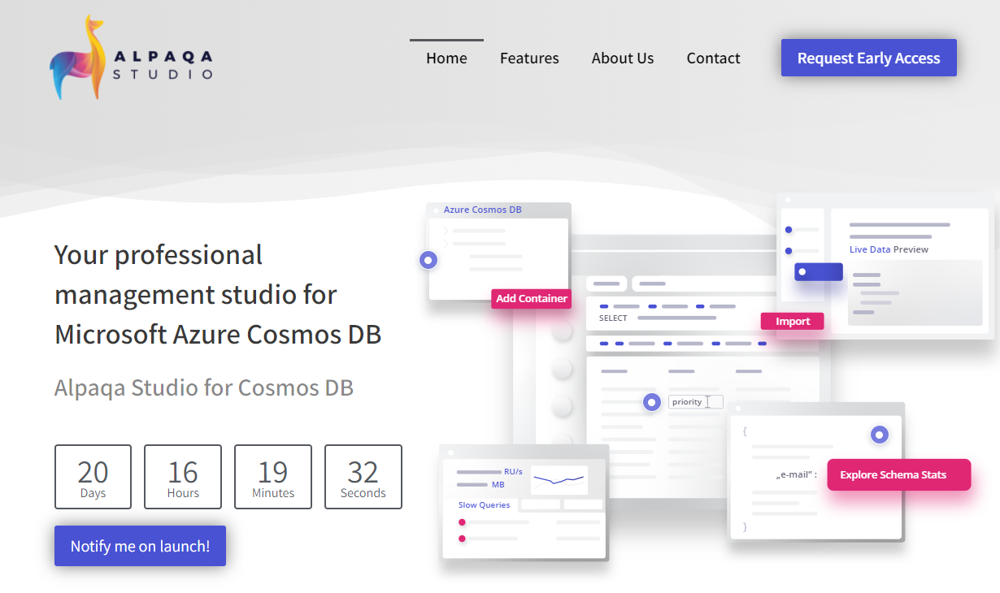 ALPAQA
STUDIO
Home
Features
About Us
Contact
Request Early Access
Your professional
management studio for
Microsoft Azure Cosmos DB
Alpaqa Studio for Cosmos DB
20
Days
16
Hours
19
Minutes
32
Seconds
Notify me on launch!
Azure Cosmos DB
Add Container
SELECT
priority
Live Data Preview
Import
RU/s
MB
Slow Queries
{
„e-mail” :
Explore Schema Stats
}